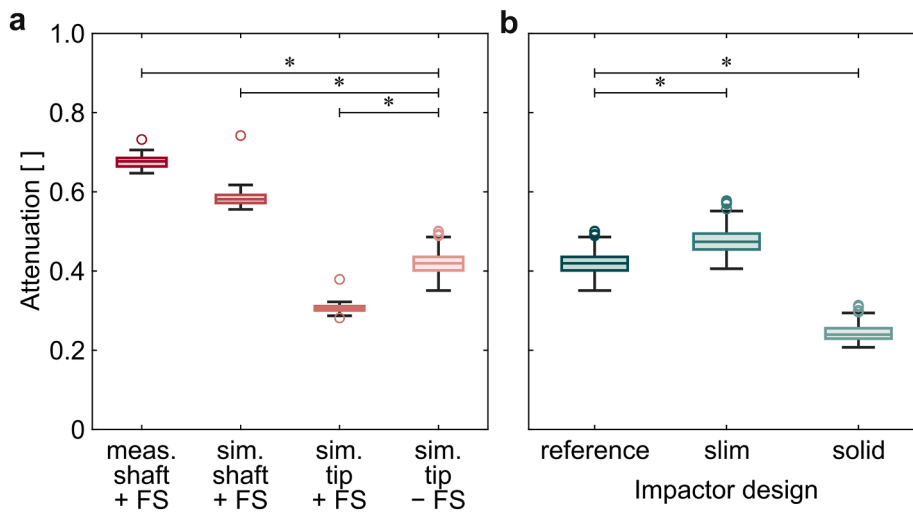 a
b
1.0
0.8
0.6
0.4
0.2
0
Attenuation [ ]
*
*
*
*
*
meas.
shaft
+ FS
sim.
shaft
+ FS
sim.
tip
+ FS
sim.
tip
− FS
reference
slim
solid
Impactor design